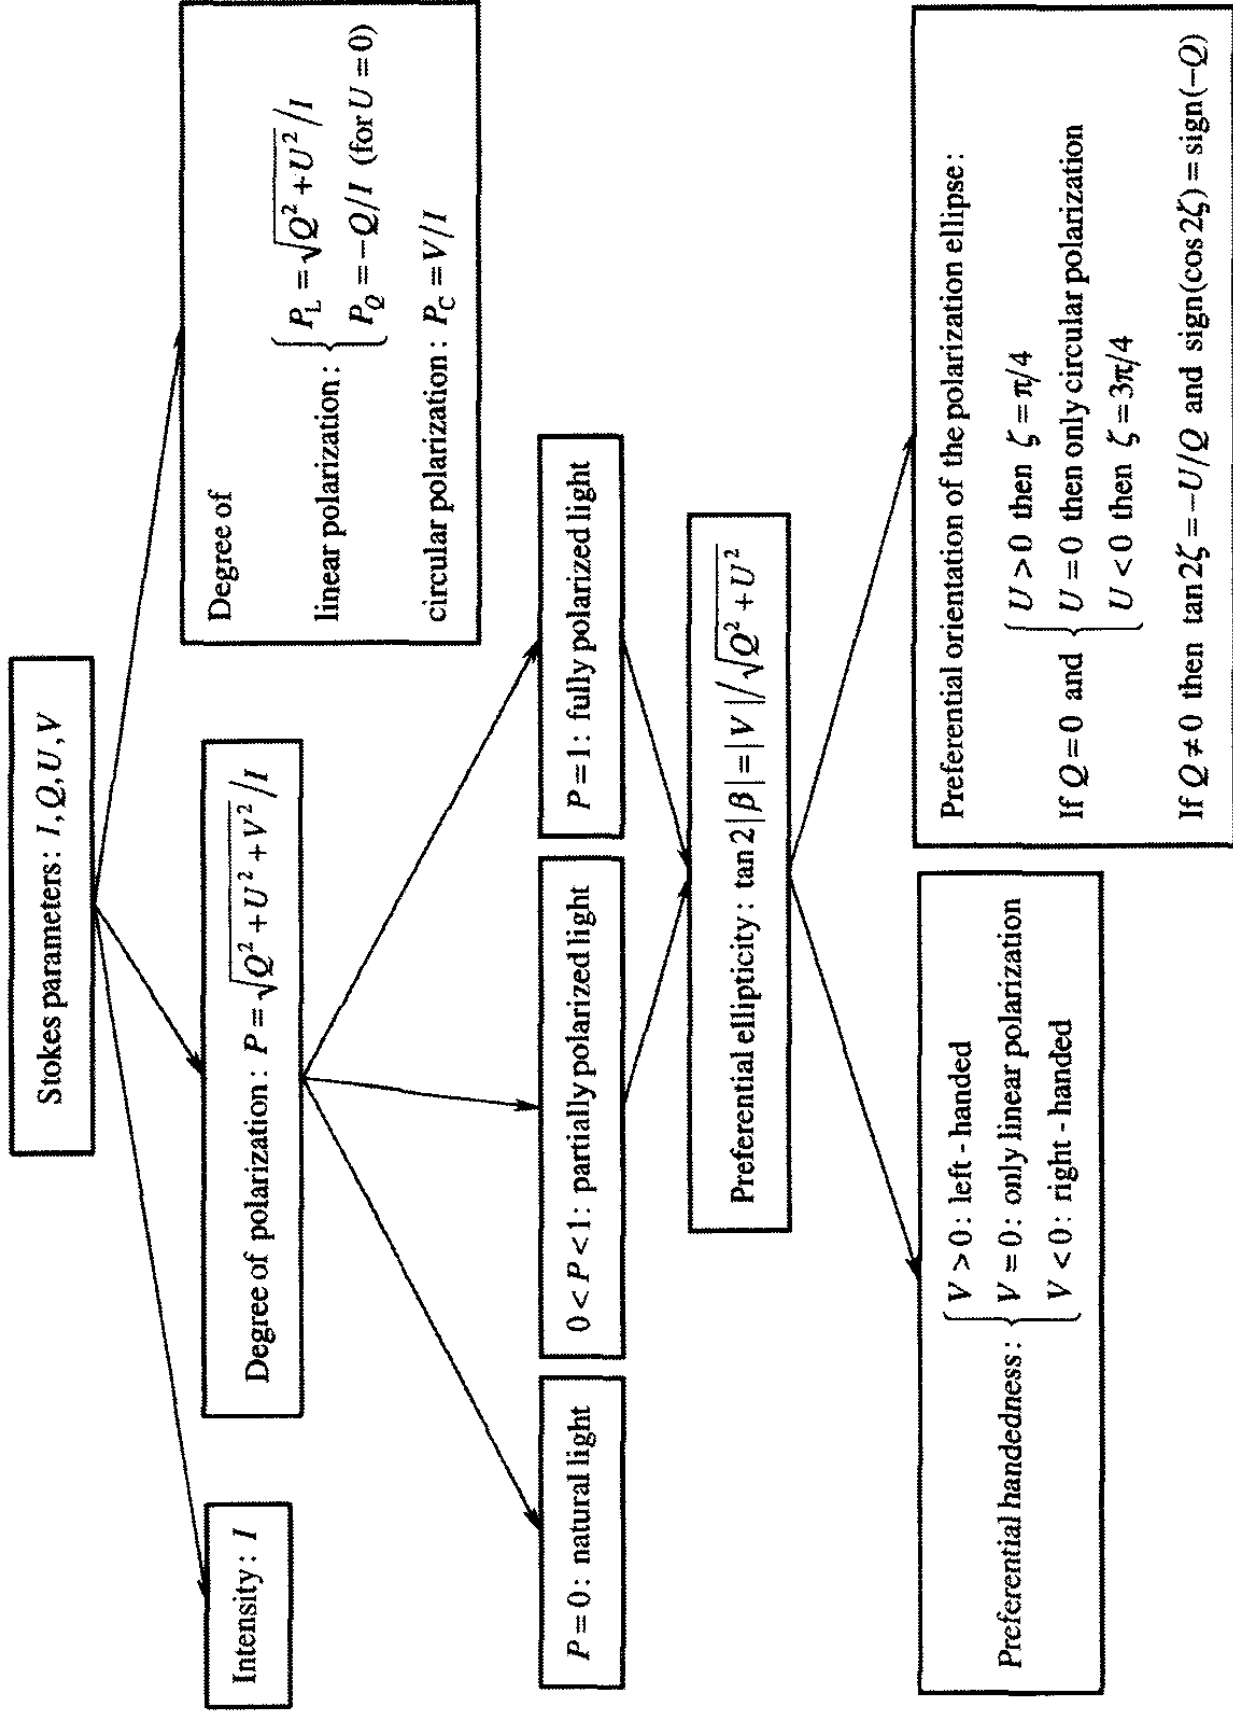 Stokes parameters: I, Q, U, V
Intensity: I
Degree of polarization: P = √(Q² + U² + V²) / I
Degree of
linear polarization: { P_L = √(Q² + U²) / I
P_Q = −Q/I (for U = 0)
circular polarization: P_C = V/I
P = 0: natural light
0 < P < 1: partially polarized light
P = 1: fully polarized light
Preferential ellipticity: tan 2|β| = |V| / √(Q² + U²)
Preferential handedness: { V > 0: left-handed
V = 0: only linear polarization
V < 0: right-handed
Preferential orientation of the polarization ellipse:
If Q = 0 and { U > 0 then ζ = π/4
U = 0 then only circular polarization
U < 0 then ζ = 3π/4
If Q ≠ 0 then tan 2ζ = −U/Q and sign(cos 2ζ) = sign(−Q)